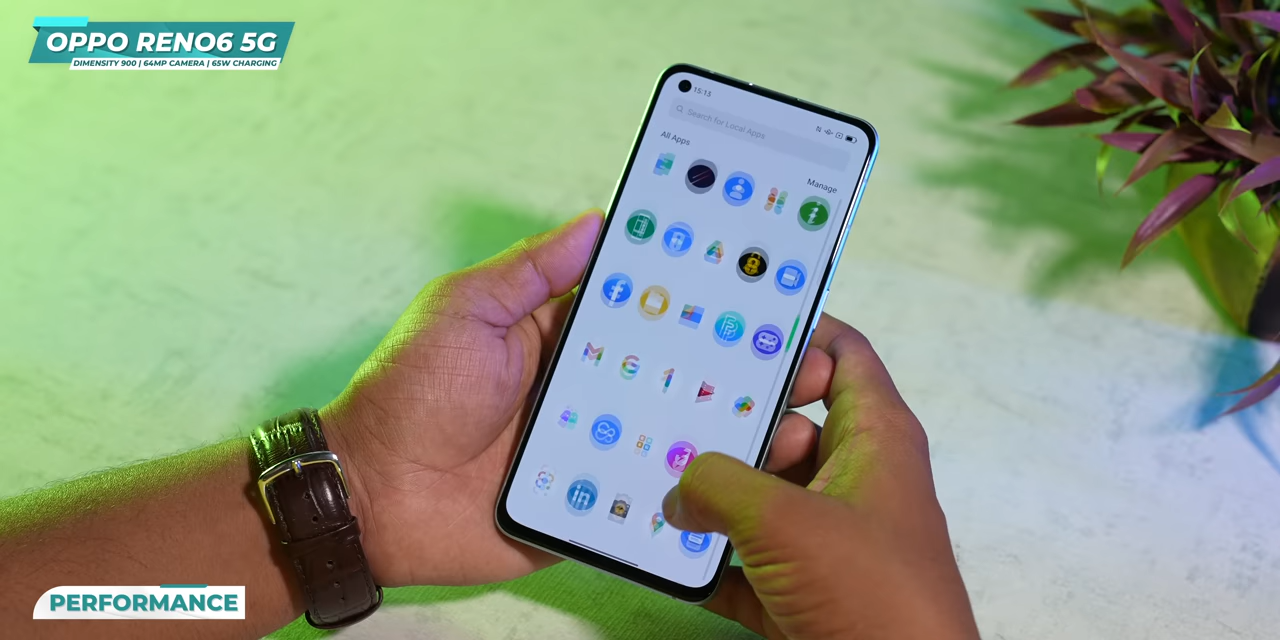 OPPO RENO6 5G
DIMENSITY 900 | 64MP CAMERA | 65W CHARGING
15:13
Search for Local Apps
All Apps
Manage
PERFORMANCE